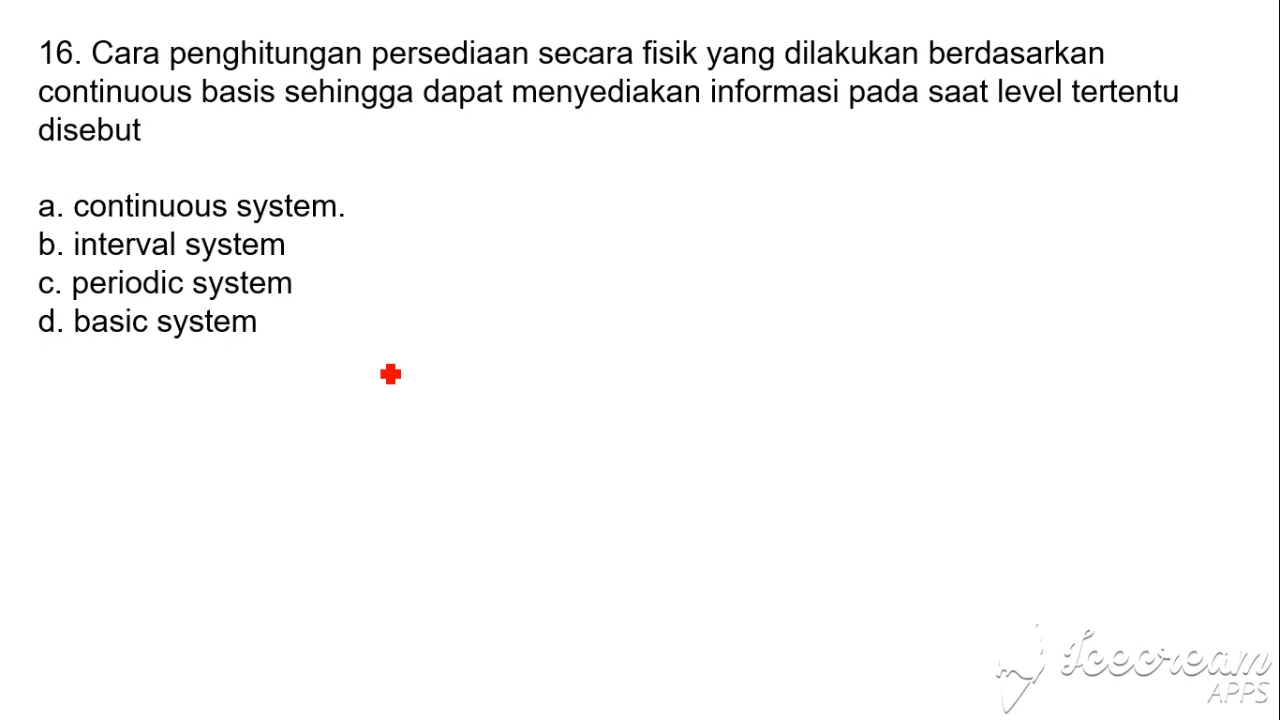 16. Cara penghitungan persediaan secara fisik yang dilakukan berdasarkan
continuous basis sehingga dapat menyediakan informasi pada saat level tertentu
disebut
a. continuous system.
b. interval system
c. periodic system
d. basic system
Icecream
APPS